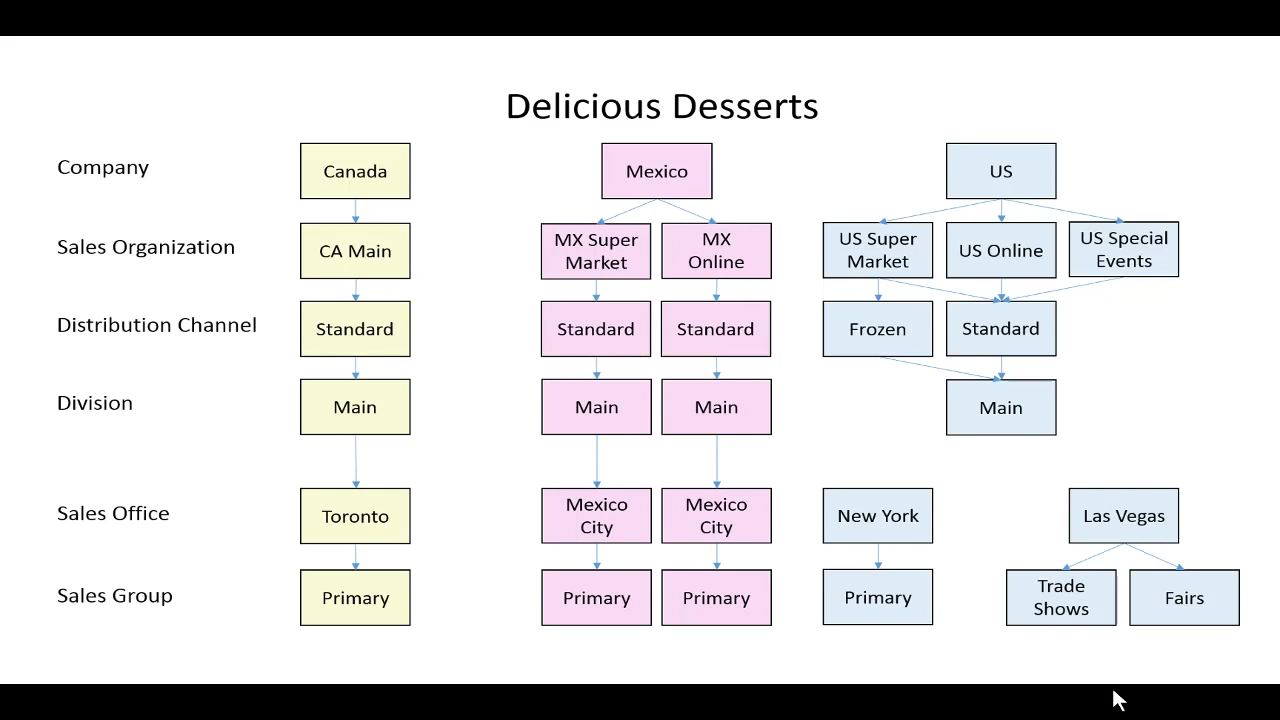 Delicious Desserts
Company
Canada
Mexico
US
Sales Organization
CA Main
MX Super
Market
MX
Online
US Super
Market
US Online
US Special
Events
Distribution Channel
Standard
Standard
Standard
Frozen
Standard
Division
Main
Main
Main
Main
Sales Office
Toronto
Mexico
City
Mexico
City
New York
Las Vegas
Sales Group
Primary
Primary
Primary
Primary
Trade
Shows
Fairs